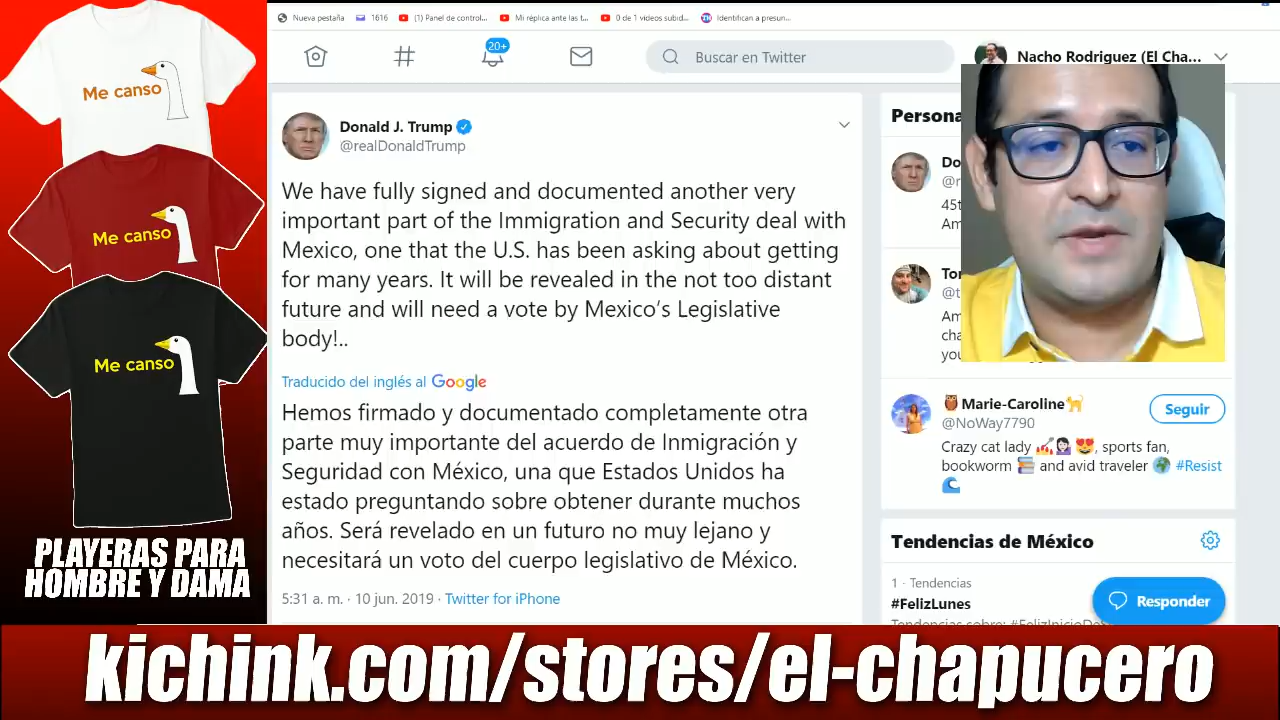 Nueva pestaña
1616
(1) Panel de control...
Mi réplica ante las t...
0 de 1 videos subid...
Identifican a presun...
20+
Buscar en Twitter
Nacho Rodriguez (El Cha...
Me canso
Me canso
Me canso
PLAYERAS PARA
HOMBRE Y DAMA
Donald J. Trump
@realDonaldTrump
We have fully signed and documented another very
important part of the Immigration and Security deal with
Mexico, one that the U.S. has been asking about getting
for many years. It will be revealed in the not too distant
future and will need a vote by Mexico’s Legislative
body!..
Traducido del inglés al Google
Hemos firmado y documentado completamente otra
parte muy importante del acuerdo de Inmigración y
Seguridad con México, una que Estados Unidos ha
estado preguntando sobre obtener durante muchos
años. Será revelado en un futuro no muy lejano y
necesitará un voto del cuerpo legislativo de México.
5:31 a. m. · 10 jun. 2019 · Twitter for iPhone
Persona
Do
@r
45t
Am
Tor
@t
Am
cha
you
Marie-Caroline
Seguir
@NoWay7790
Crazy cat lady , sports fan,
bookworm and avid traveler #Resist
Tendencias de México
1 · Tendencias
#FelizLunes
Responder
kichink.com/stores/el-chapucero